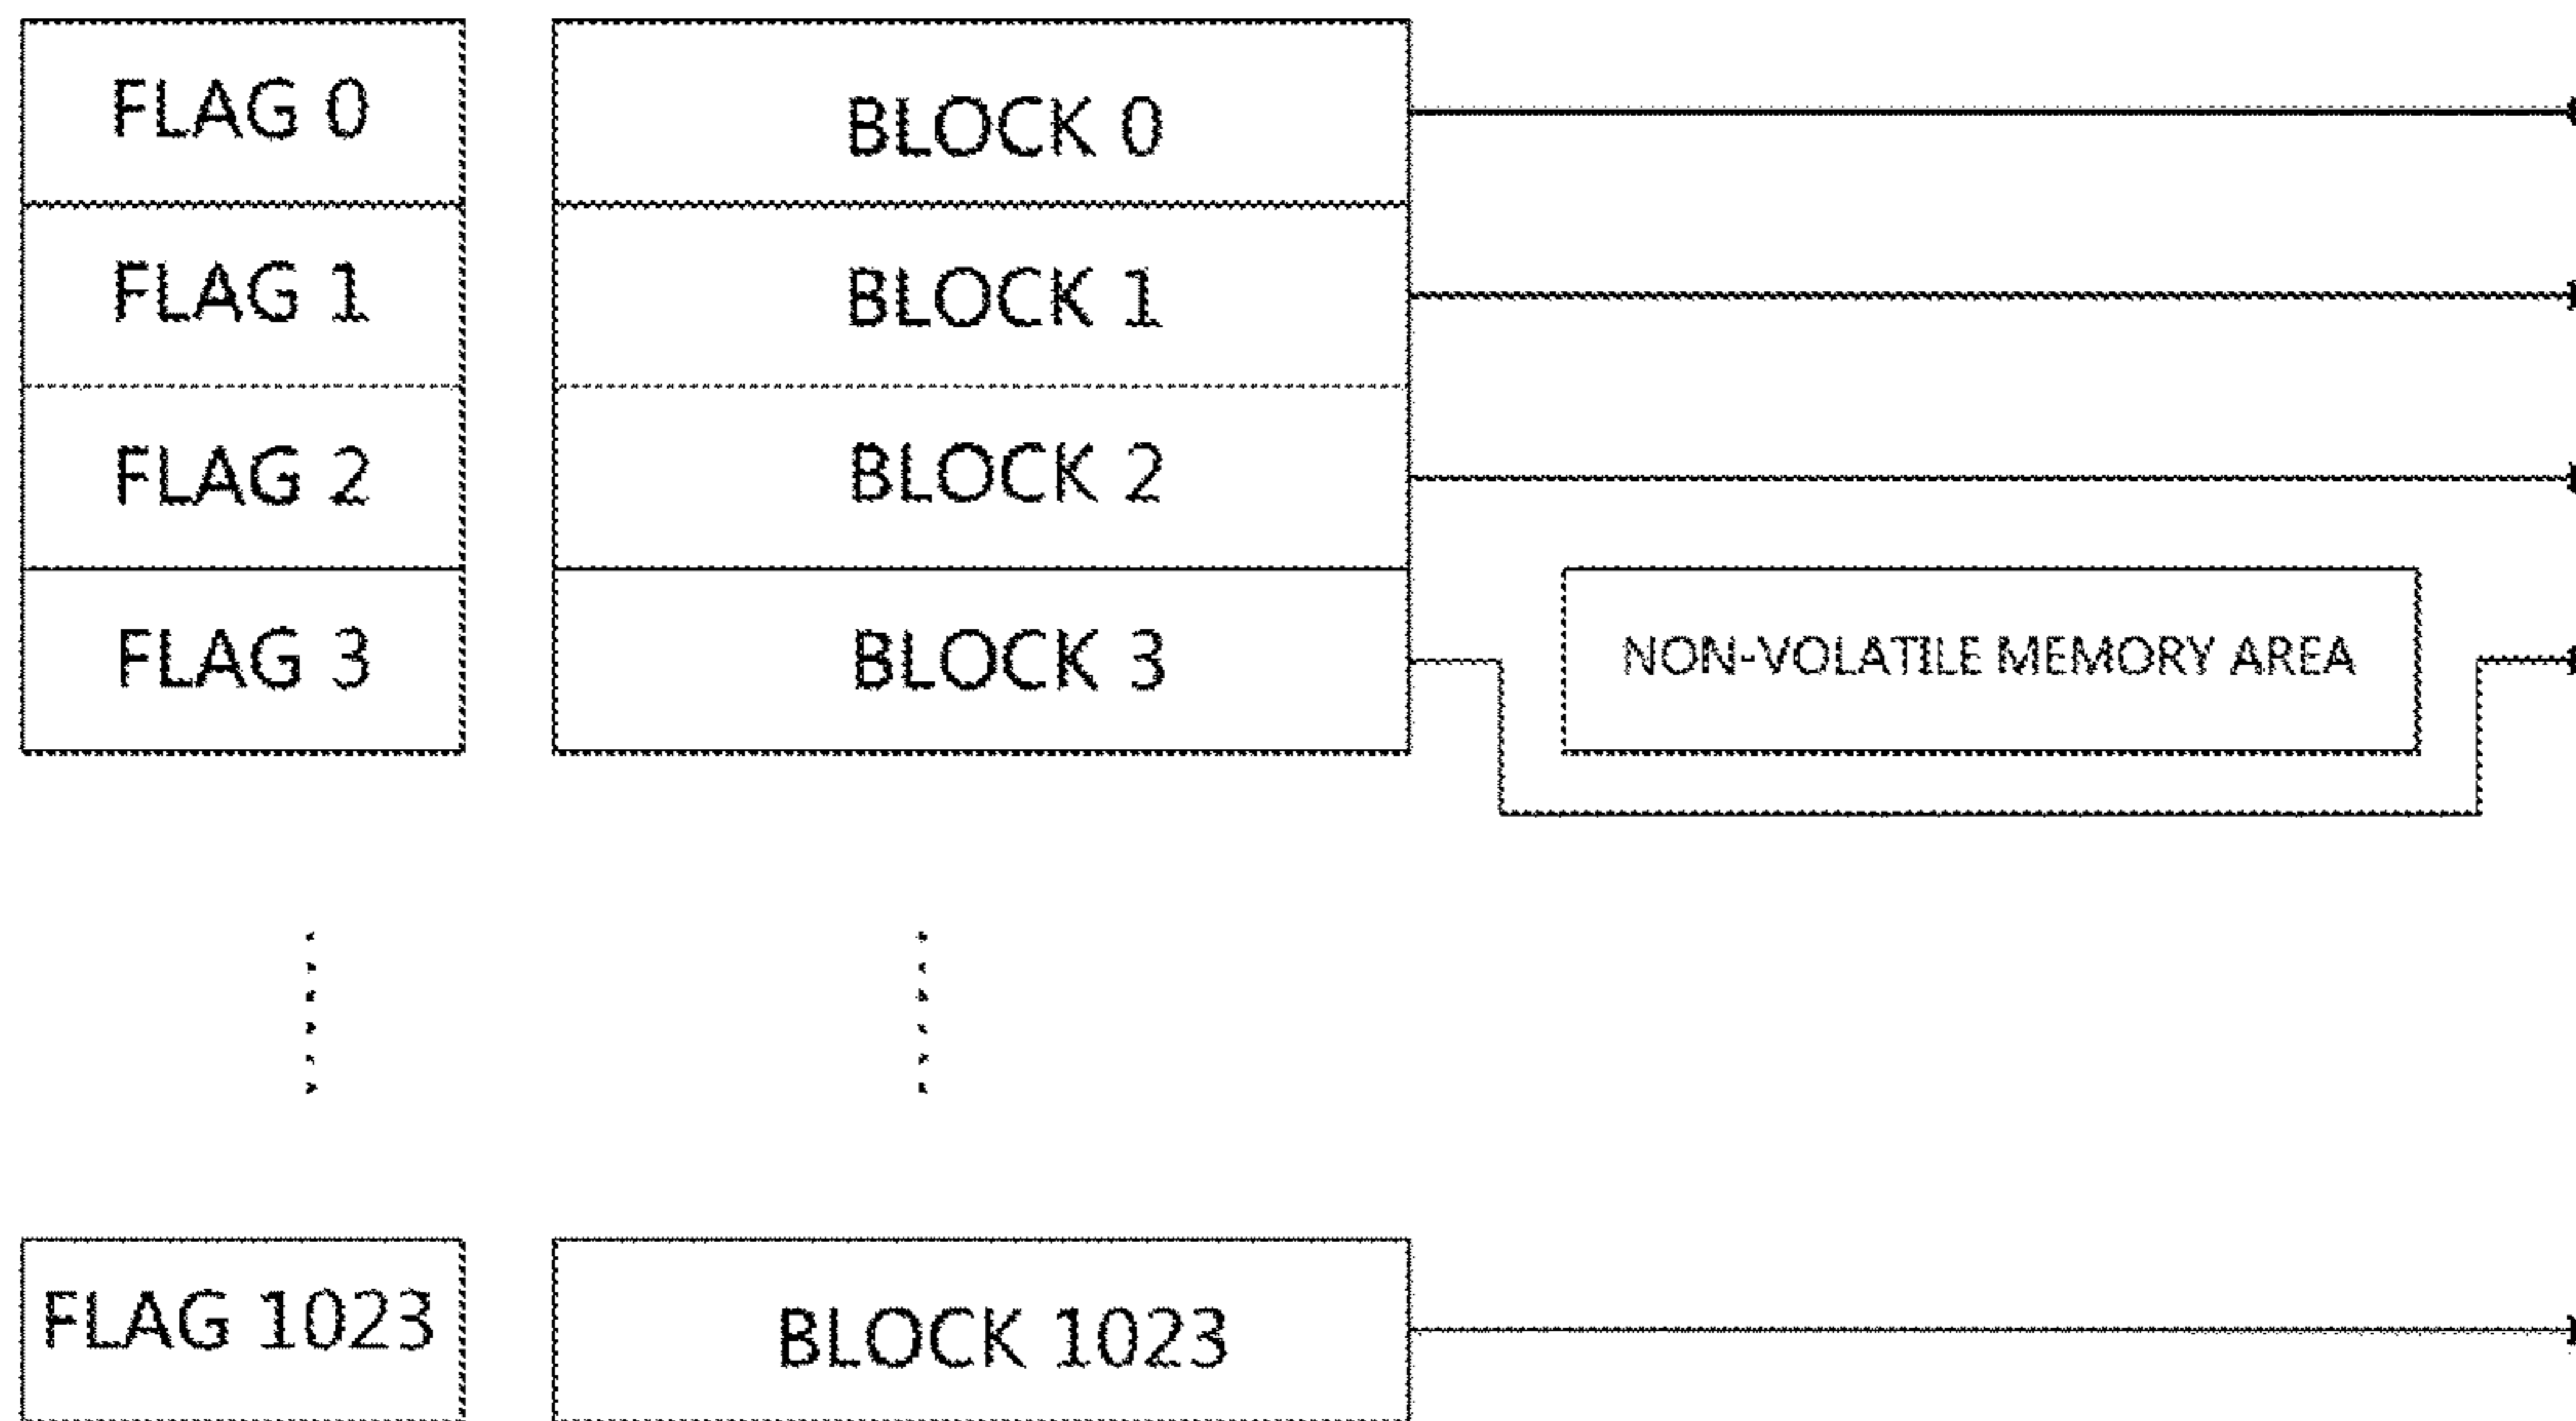 FLAG 0
BLOCK 0
FLAG 1
BLOCK 1
FLAG 2
BLOCK 2
FLAG 3
BLOCK 3
NON-VOLATILE MEMORY AREA
FLAG 1023
BLOCK 1023